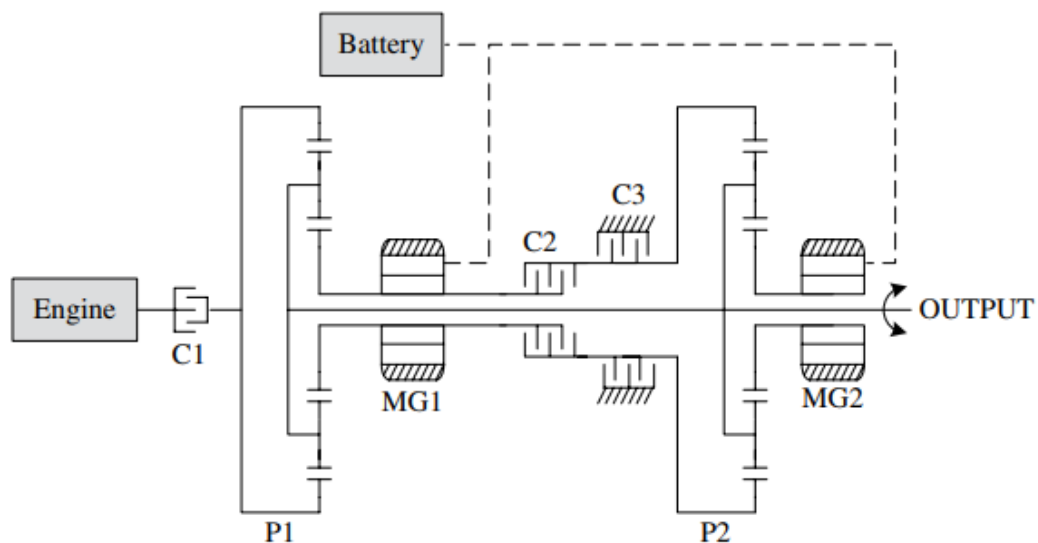 Battery
C3
C2
Engine
C1
OUTPUT
MG1
MG2
P1
P2